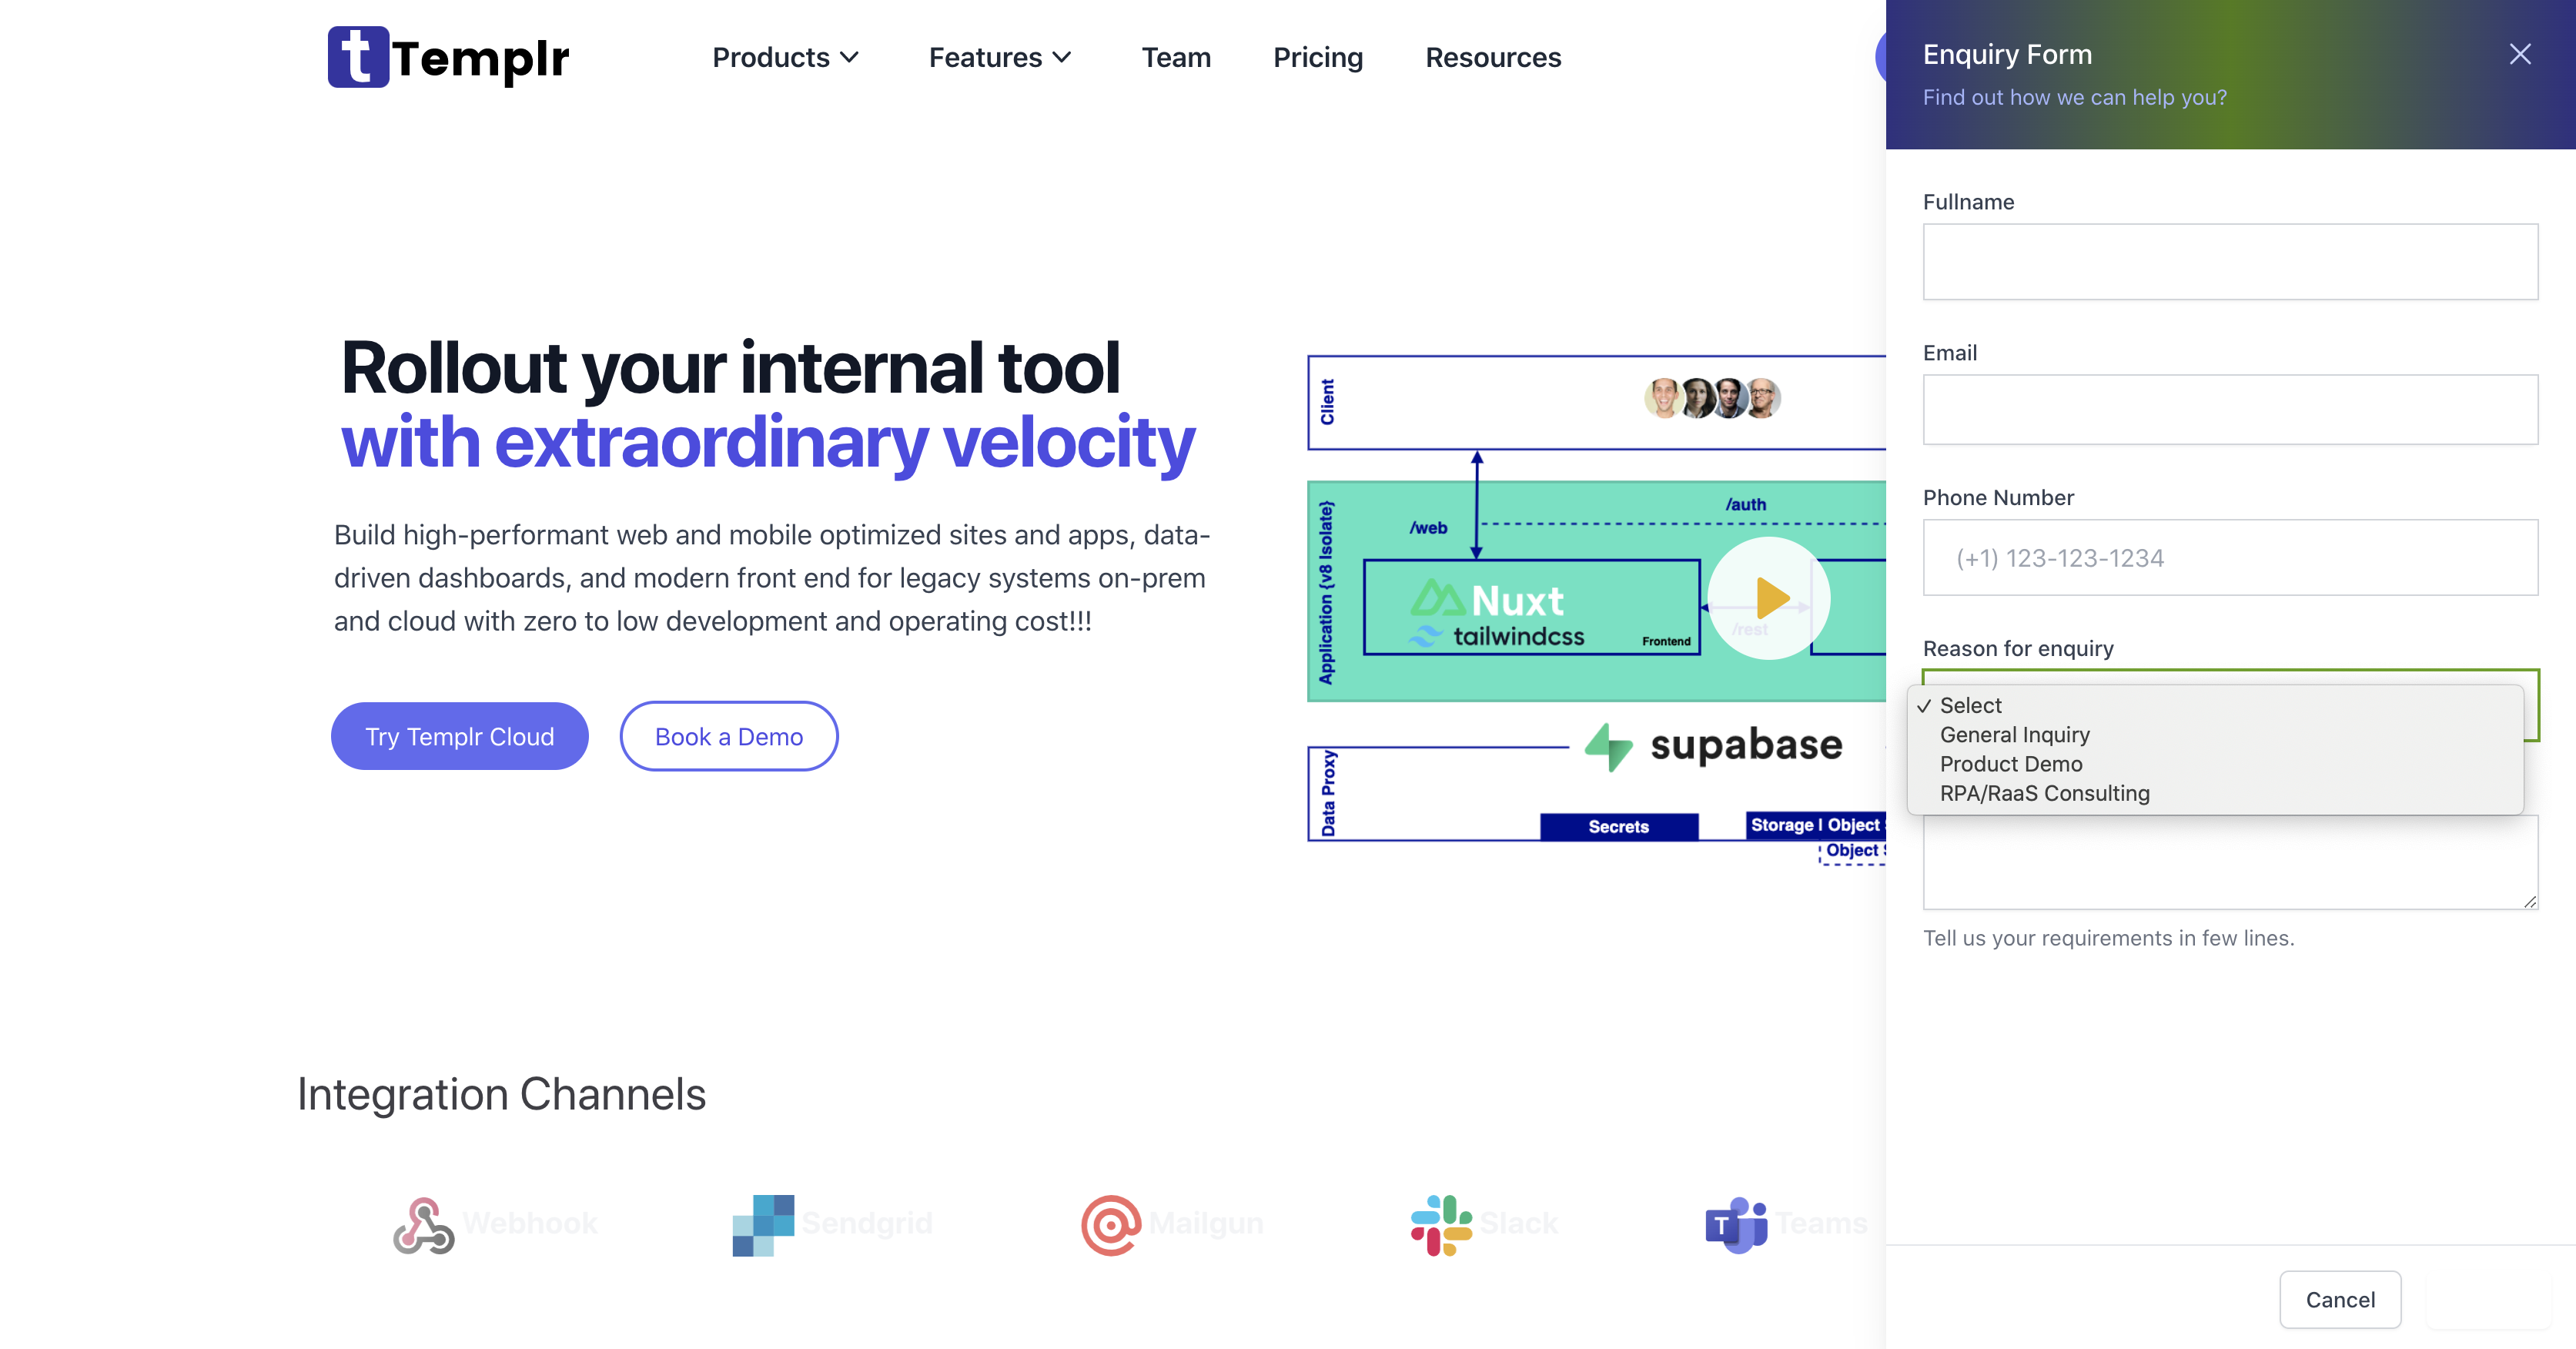 t Templr
Products
Features
Team
Pricing
Resources
Rollout your internal tool
with extraordinary velocity
Build high-performant web and mobile optimized sites and apps, data-
driven dashboards, and modern front end for legacy systems on-prem
and cloud with zero to low development and operating cost!!!
Try Templr Cloud
Book a Demo
Client
Application {v8 Isolate}
/auth
/web
Nuxt
tailwindcss
Frontend
/rest
Data Proxy
supabase
Secrets
Storage | Object
Object
Integration Channels
Webhook
Sendgrid
Mailgun
Slack
T
Teams
Enquiry Form
Find out how we can help you?
Fullname
Email
Phone Number
(+1) 123-123-1234
Reason for enquiry
✓ Select
General Inquiry
Product Demo
RPA/RaaS Consulting
Tell us your requirements in few lines.
Cancel